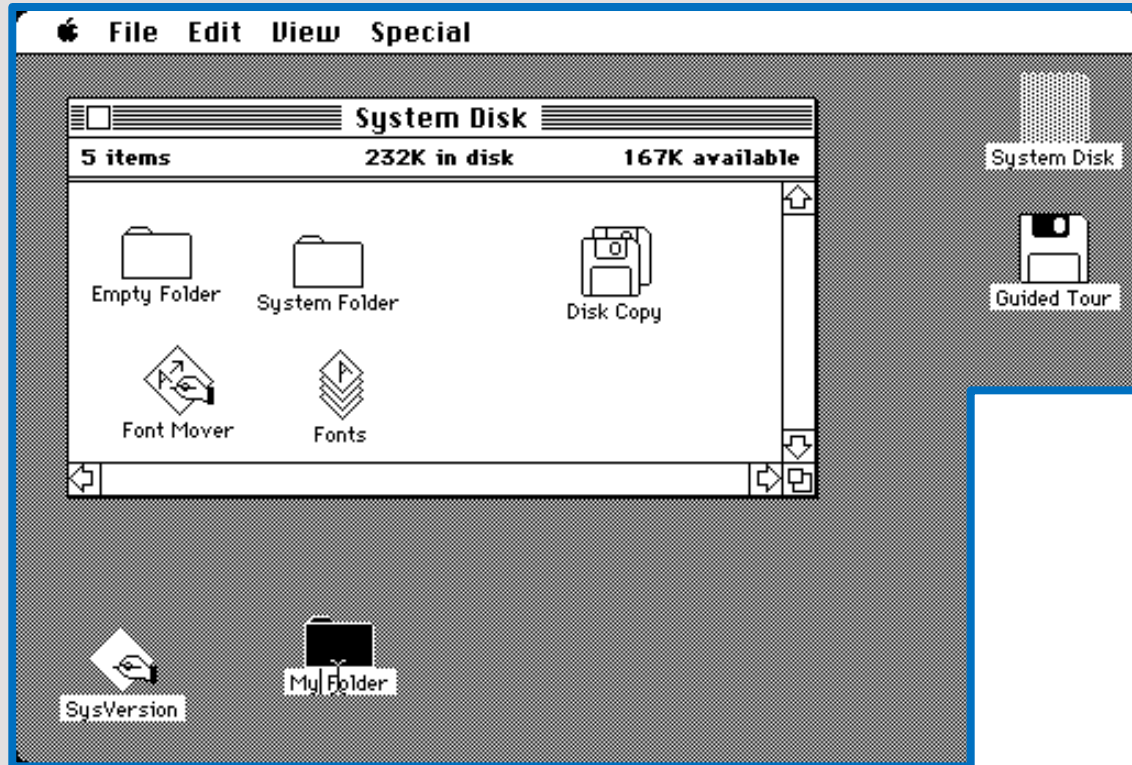 File Edit View Special
System Disk
5 items 232K in disk 167K available
Empty Folder System Folder Disk Copy
Font Mover Fonts
System Disk
Guided Tour
SysVersion My Folder